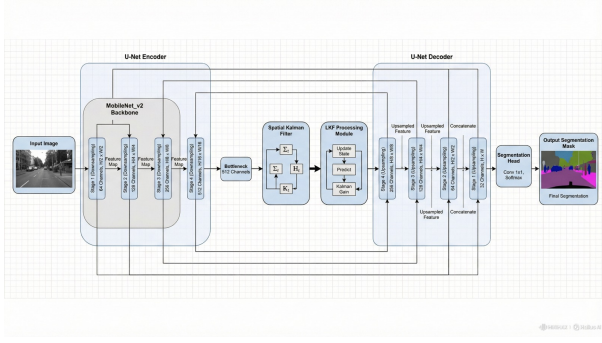 U-Net Encoder
MobileNet_v2
Backbone
Input Image
Stage 1 (Downsampling)
64 Channels, H/2 x W/2
Feature
Map
Stage 2 (Downsampling)
128 Channels, H/4 x W/4
Feature
Map
Stage 3 (Downsampling)
256 Channels, H/8 x W/8
Feature
Map
Stage 4 (Downsampling)
512 Channels, H/16 x W/16
Bottleneck
512 Channels
Spatial Kalman
Filter
LKF Processing
Module
Update
State
Predict
Kalman
Gain
U-Net Decoder
Stage 4 (Upsampling)
256 Channels, H/8 x W/8
Upsampled
Feature
Stage 3 (Upsampling)
128 Channels, H/4 x W/4
Upsampled
Feature
Upsampled
Feature
Stage 2 (Upsampling)
64 Channels, H/2 x W/2
Concatenate
Concatenate
Stage 1 (Upsampling)
32 Channels, H x W
Segmentation
Head
Conv 1x1,
Softmax
Output Segmentation
Mask
Final Segmentation